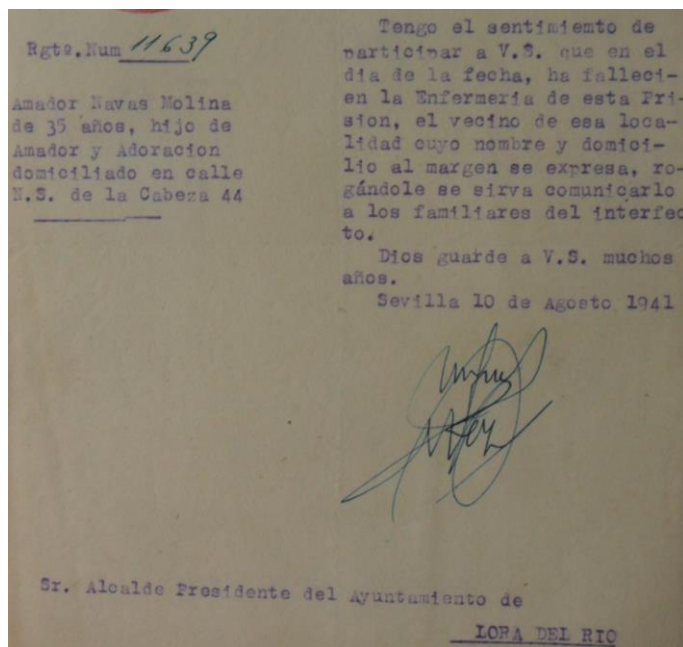 Rgtº.Num 11639
Amador Navas Molina
de 35 años, hijo de
Amador y Adoracion
domiciliado en calle
N.S. de la Cabeza 44
Tengo el sentimiemto de
participar a V.S. que en el
dia de la fecha, ha falleci-
en la Enfermeria de esta Pri-
sion, el vecino de esa loca-
lidad cuyo nombre y domici-
lio al margen se expresa, ro-
gándole se sirva comunicarlo
a los familiares del interfec
to.
Dios guarde a V.S. muchos
años.
Sevilla 10 de Agosto 1941
Sr. Alcalde Presidente del Ayuntamiento de
LORA DEL RIO